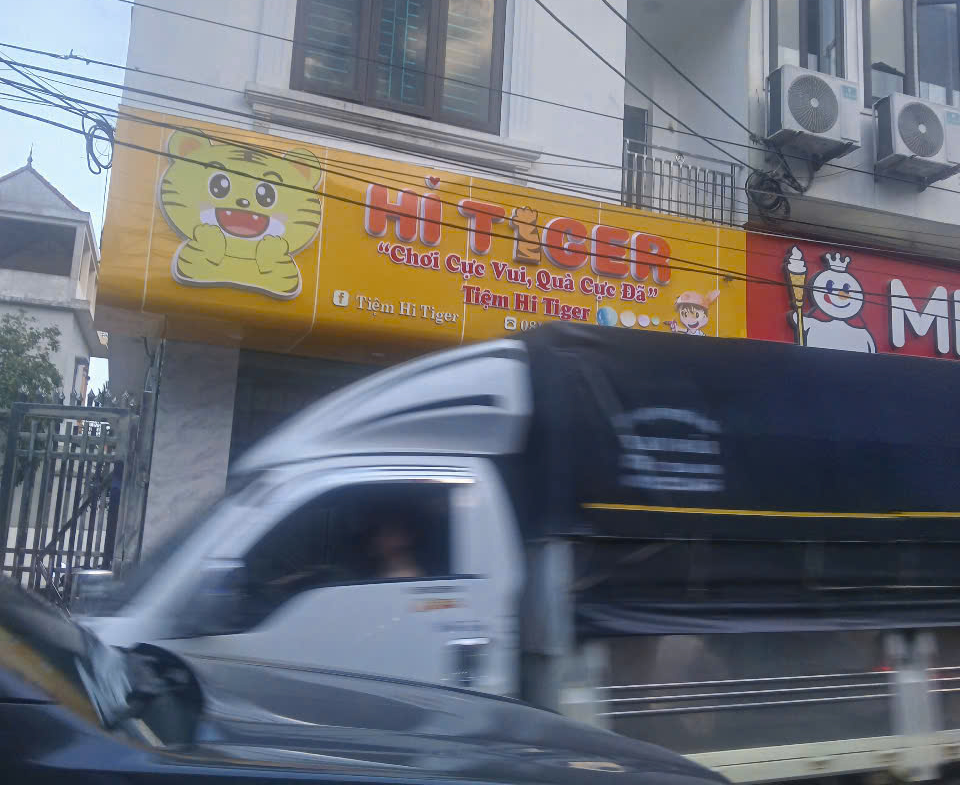 Hi TiGER
“Chơi Cực Vui, Quà Cực Đã”
Tiệm Hi Tiger
f Tiệm Hi Tiger